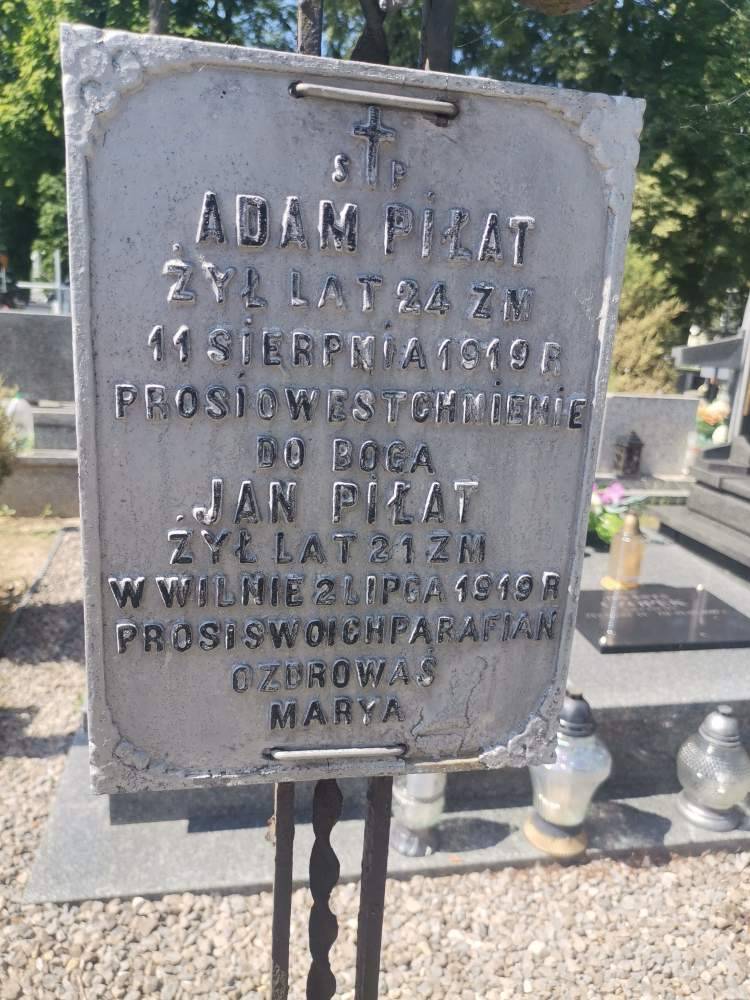 Ś P
ADAM PIŁAT
ŻYŁ LAT 24 ZM
11 SIERPNIA 1919 R
PROSI O WESTCHNIENIE
DO BOGA
JAN PIŁAT
ŻYŁ LAT 21 ZM
W WILNIE 2 LIPCA 1919 R
PROSI SWOICH PARAFIAN
O ZDROWAŚ
MARYA